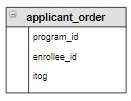 applicant_order
program_id
enrollee_id
itog